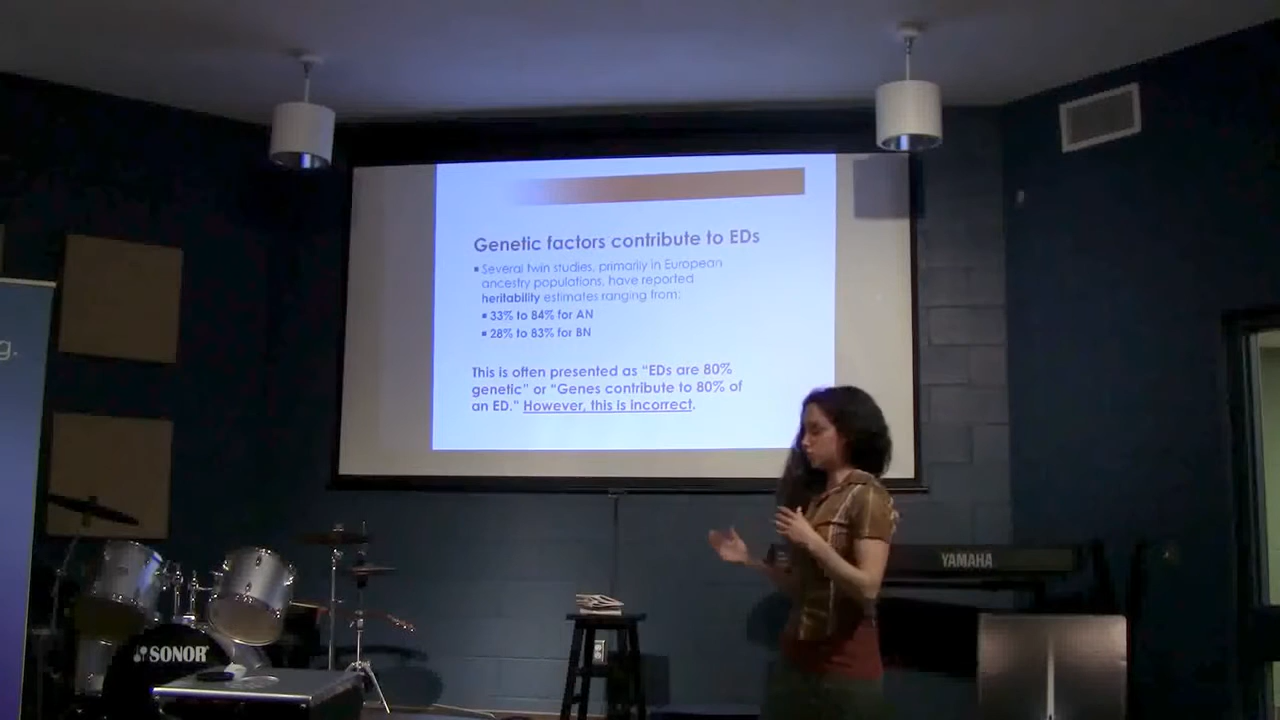 Genetic factors contribute to EDs
▪ Several twin studies, primarily in European
ancestry populations, have reported
heritability estimates ranging from:
▪ 33% to 84% for AN
▪ 28% to 83% for BN
This is often presented as “EDs are 80%
genetic” or “Genes contribute to 80% of
an ED.” However, this is incorrect.
g.
YAMAHA
SONOR